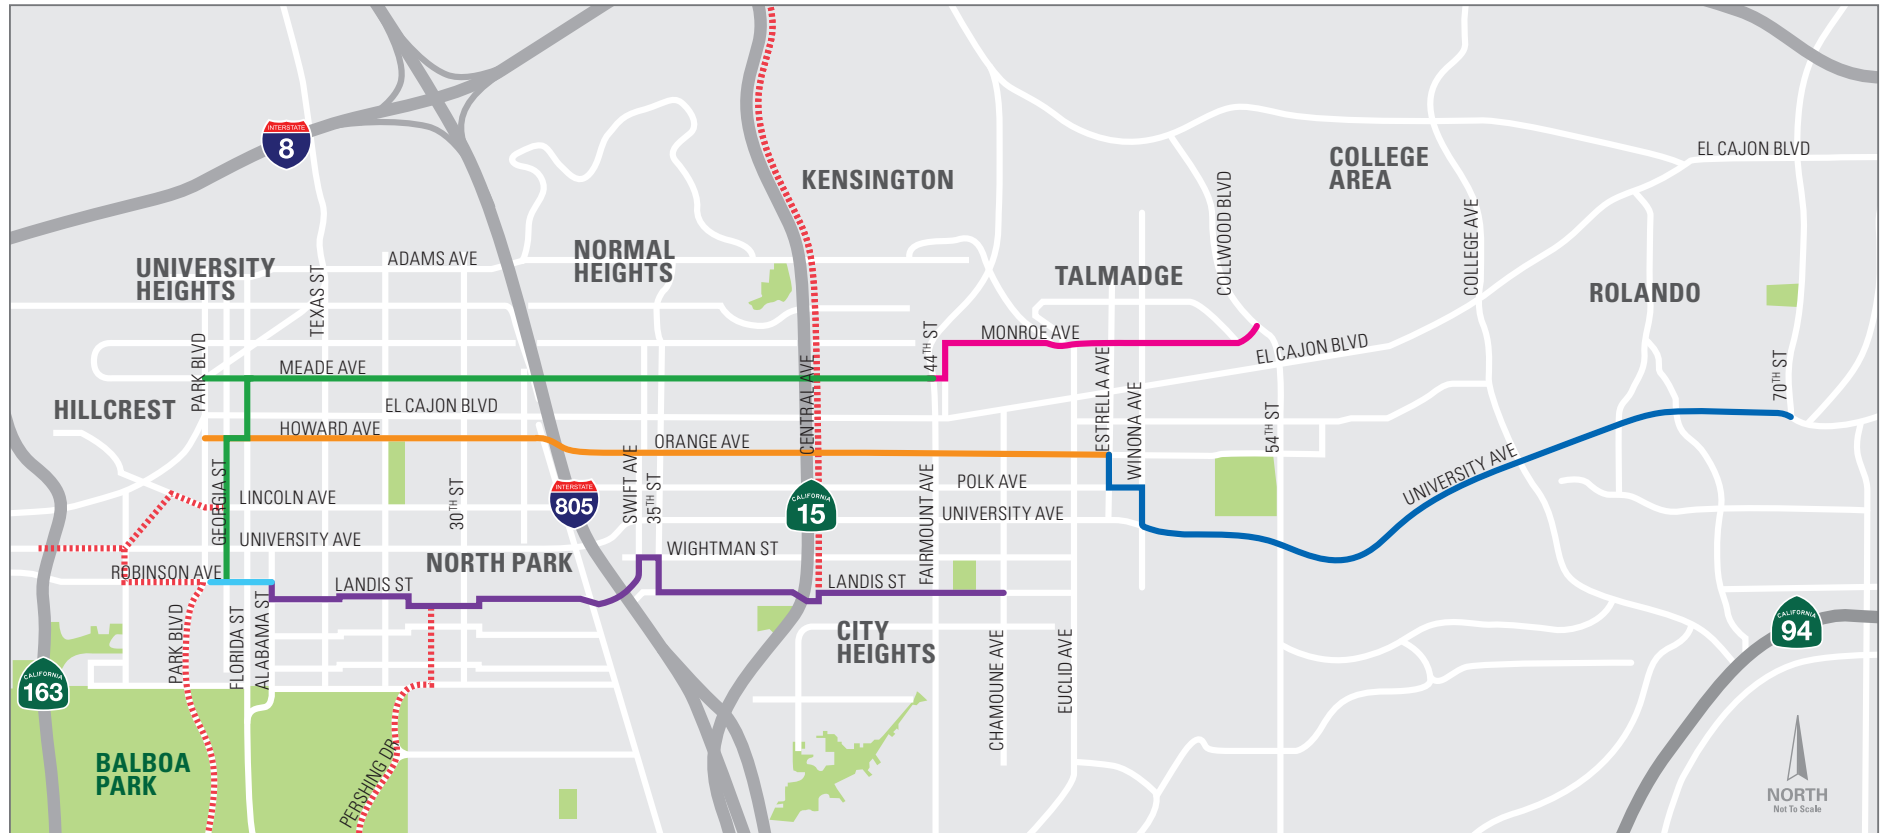 INTERSTATE
8
KENSINGTON
COLLEGE
AREA
EL CAJON BLVD
COLLWOOD BLVD
COLLEGE AVE
UNIVERSITY
HEIGHTS
TEXAS ST
ADAMS AVE
NORMAL
HEIGHTS
TALMADGE
ROLANDO
PARK BLVD
MEADE AVE
44TH ST
MONROE AVE
EL CAJON BLVD
70TH ST
HILLCREST
EL CAJON BLVD
HOWARD AVE
ORANGE AVE
CENTRAL AVE
ESTRELLA AVE
WINONA AVE
54TH ST
UNIVERSITY AVE
GEORGIA ST
LINCOLN AVE
30TH ST
INTERSTATE
805
SWIFT AVE
35TH ST
CALIFORNIA
15
FAIRMOUNT AVE
POLK AVE
UNIVERSITY AVE
UNIVERSITY AVE
NORTH PARK
WIGHTMAN ST
ROBINSON AVE
LANDIS ST
LANDIS ST
PARK BLVD
FLORIDA ST
ALABAMA ST
CITY
HEIGHTS
CHAMOUNE AVE
EUCLID AVE
CALIFORNIA
94
CALIFORNIA
163
BALBOA
PARK
PERSHING DR
NORTH
Not To Scale